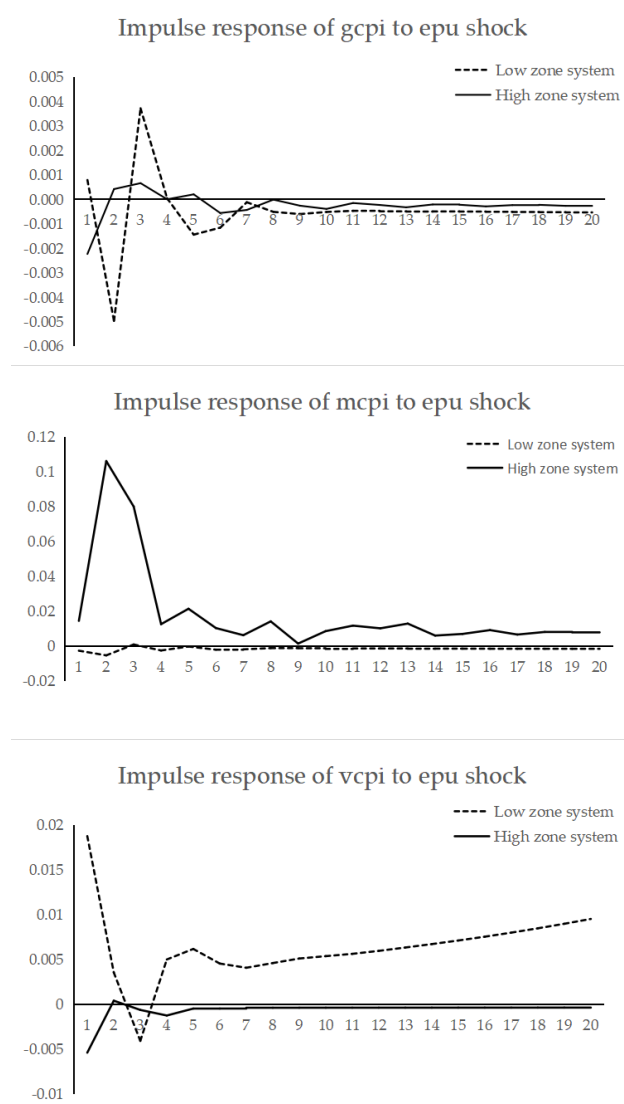 Impulse response of gcpi to epu shock
Low zone system
High zone system
0.005
0.004
0.003
0.002
0.001
0.000
-0.001
-0.002
-0.003
-0.004
-0.005
-0.006
1 2 3 4 5 6 7 8 9 10 11 12 13 14 15 16 17 18 19 20
Impulse response of mcpi to epu shock
Low zone system
High zone system
0.12
0.1
0.08
0.06
0.04
0.02
0
-0.02
1 2 3 4 5 6 7 8 9 10 11 12 13 14 15 16 17 18 19 20
Impulse response of vcpi to epu shock
Low zone system
High zone system
0.02
0.015
0.01
0.005
0
-0.005
-0.01
1 2 3 4 5 6 7 8 9 10 11 12 13 14 15 16 17 18 19 20